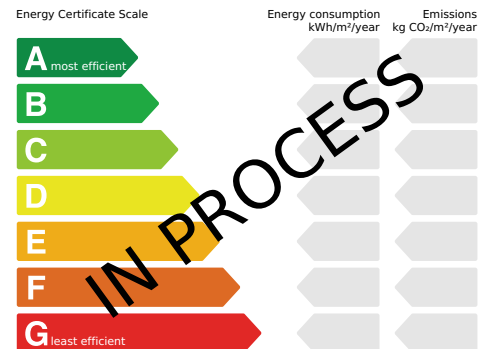 Energy Certificate Scale
Energy consumption
kWh/m²/year
Emissions
kg CO₂/m²/year
A most efficient
B
C
D
E
F
G least efficient
IN PROCESS